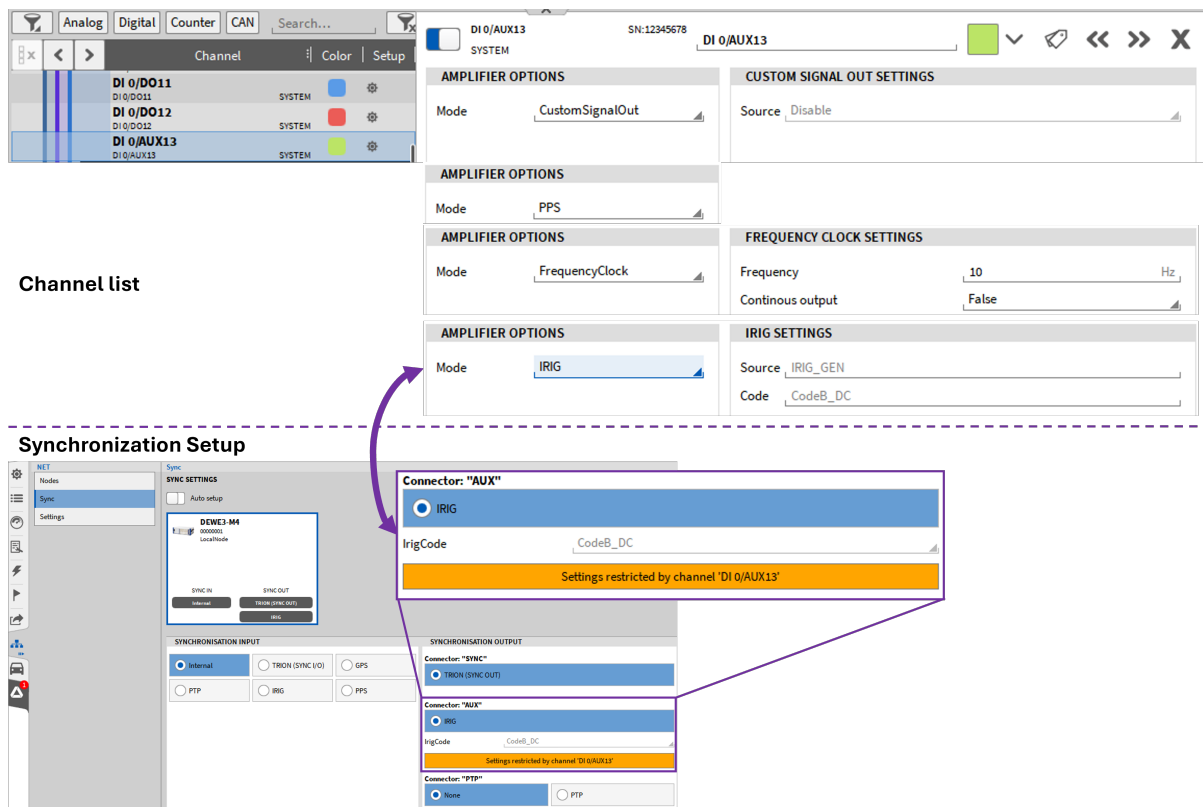 Analog Digital Counter CAN Search...
Channel Color Setup
DI 0/DO11
DI 0/DO11 SYSTEM
DI 0/DO12
DI 0/DO12 SYSTEM
DI 0/AUX13
DI 0/AUX13 SYSTEM
DI 0/AUX13 SN:12345678
SYSTEM
DI 0/AUX13
AMPLIFIER OPTIONS
Mode CustomSignalOut
CUSTOM SIGNAL OUT SETTINGS
Source Disable
AMPLIFIER OPTIONS
Mode PPS
AMPLIFIER OPTIONS
Mode FrequencyClock
FREQUENCY CLOCK SETTINGS
Frequency 10 Hz
Continous output False
Channel list
AMPLIFIER OPTIONS
Mode IRIG
IRIG SETTINGS
Source IRIG_GEN
Code CodeB_DC
Synchronization Setup
NET
Nodes
Sync
Settings
1
Sync
SYNC SETTINGS
Auto setup
DEWE3-M4
00000001
LocalNode
SYNC IN SYNC OUT
Internal TRION (SYNC OUT)
IRIG
Connector: "AUX"
IRIG
IrigCode CodeB_DC
Settings restricted by channel 'DI 0/AUX13'
SYNCHRONISATION INPUT
Internal TRION (SYNC I/O) GPS
PTP IRIG PPS
SYNCHRONISATION OUTPUT
Connector: "SYNC"
TRION (SYNC OUT)
Connector: "AUX"
IRIG
IrigCode CodeB_DC
Settings restricted by channel 'DI 0/AUX13'
Connector: "PTP"
None PTP